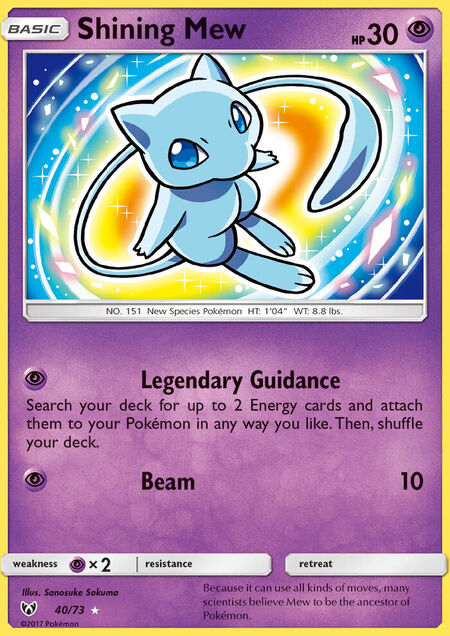 BASIC Shining Mew HP 30
NO. 151 New Species Pokémon HT: 1'04" WT: 8.8 lbs.
Legendary Guidance
Search your deck for up to 2 Energy cards and attach
them to your Pokémon in any way you like. Then, shuffle
your deck.
Beam 10
weakness ×2 resistance retreat
Illus. Sanosuke Sakuma
40/73
©2017 Pokémon
Because it can use all kinds of moves, many
scientists believe Mew to be the ancestor of
Pokémon.